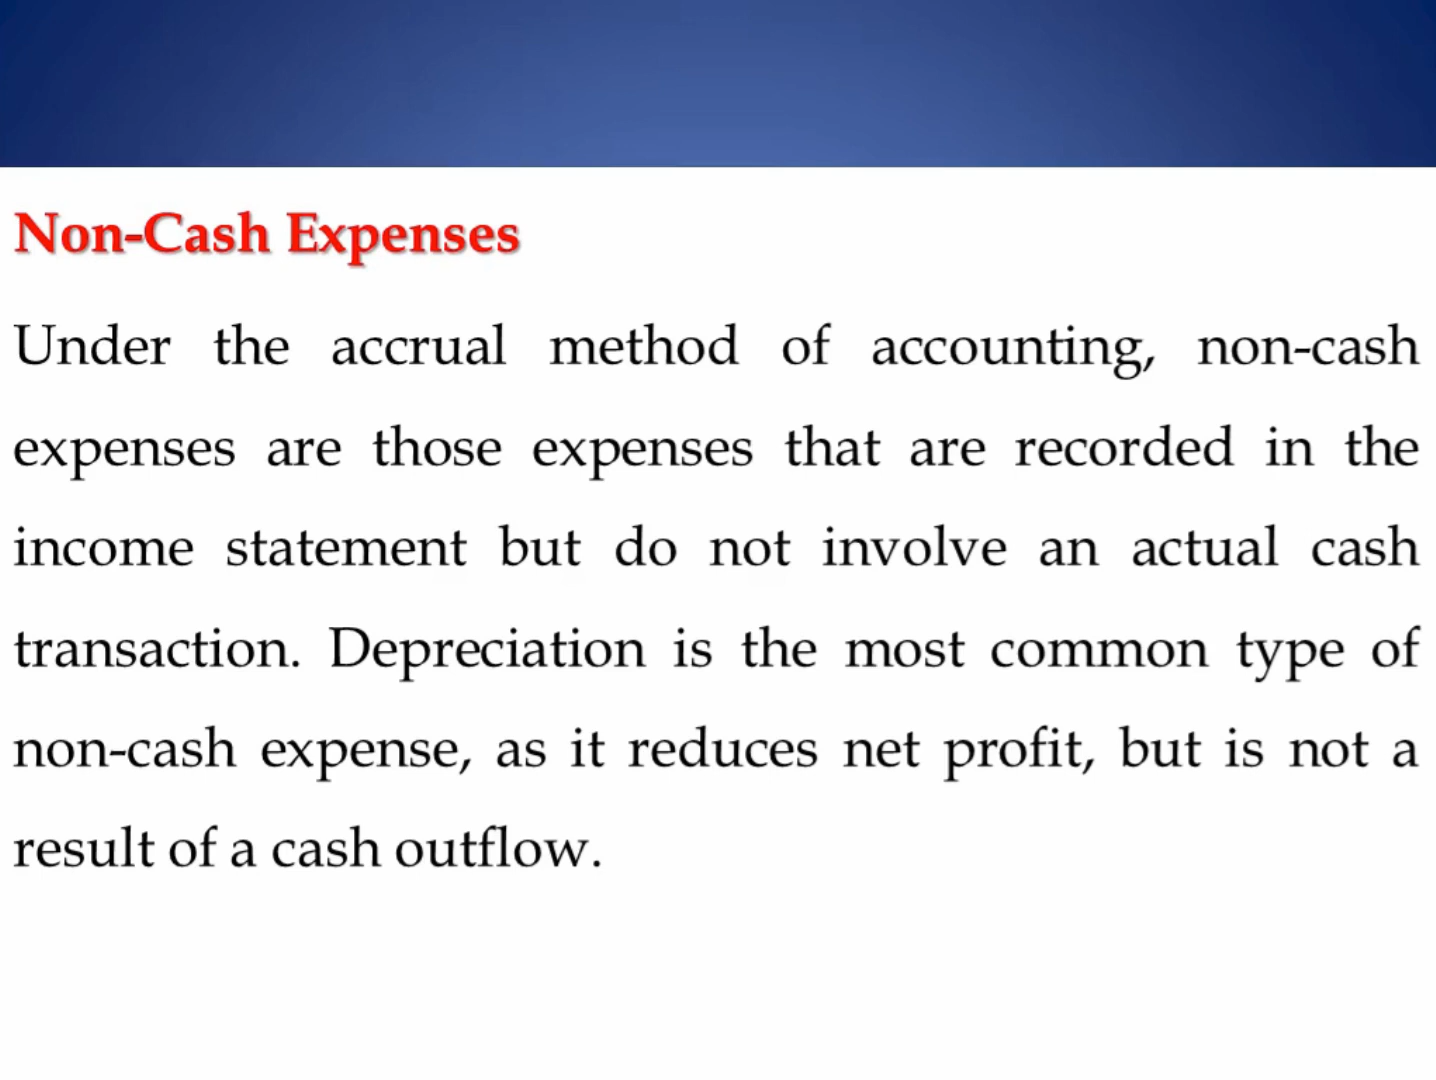 Non-Cash Expenses
Under the accrual method of accounting, non-cash
expenses are those expenses that are recorded in the
income statement but do not involve an actual cash
transaction. Depreciation is the most common type of
non-cash expense, as it reduces net profit, but is not a
result of a cash outflow.